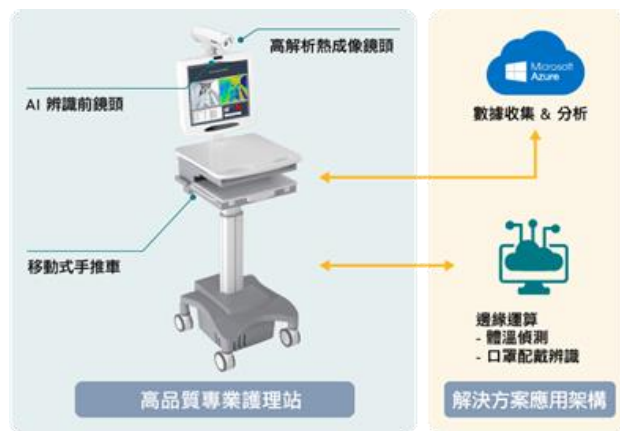 高解析熱成像鏡頭
AI 辨識前鏡頭
移動式手推車
高品質專業護理站
Microsoft
Azure
數據收集 & 分析
邊緣運算
- 體溫偵測
- 口罩配戴辨識
解決方案應用架構